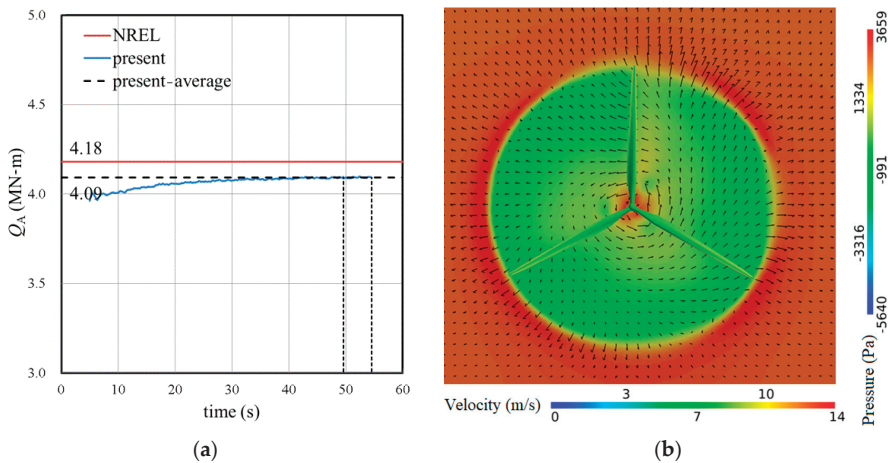 5.0
4.5
4.0
3.5
3.0
Q_A (MN-m)
NREL
present
present-average
4.18
4.09
0 10 20 30 40 50 60
time (s)
(a)
3659
1334
-991
-3316
-5640
Pressure (Pa)
Velocity (m/s)
3 10
0 7 14
(b)